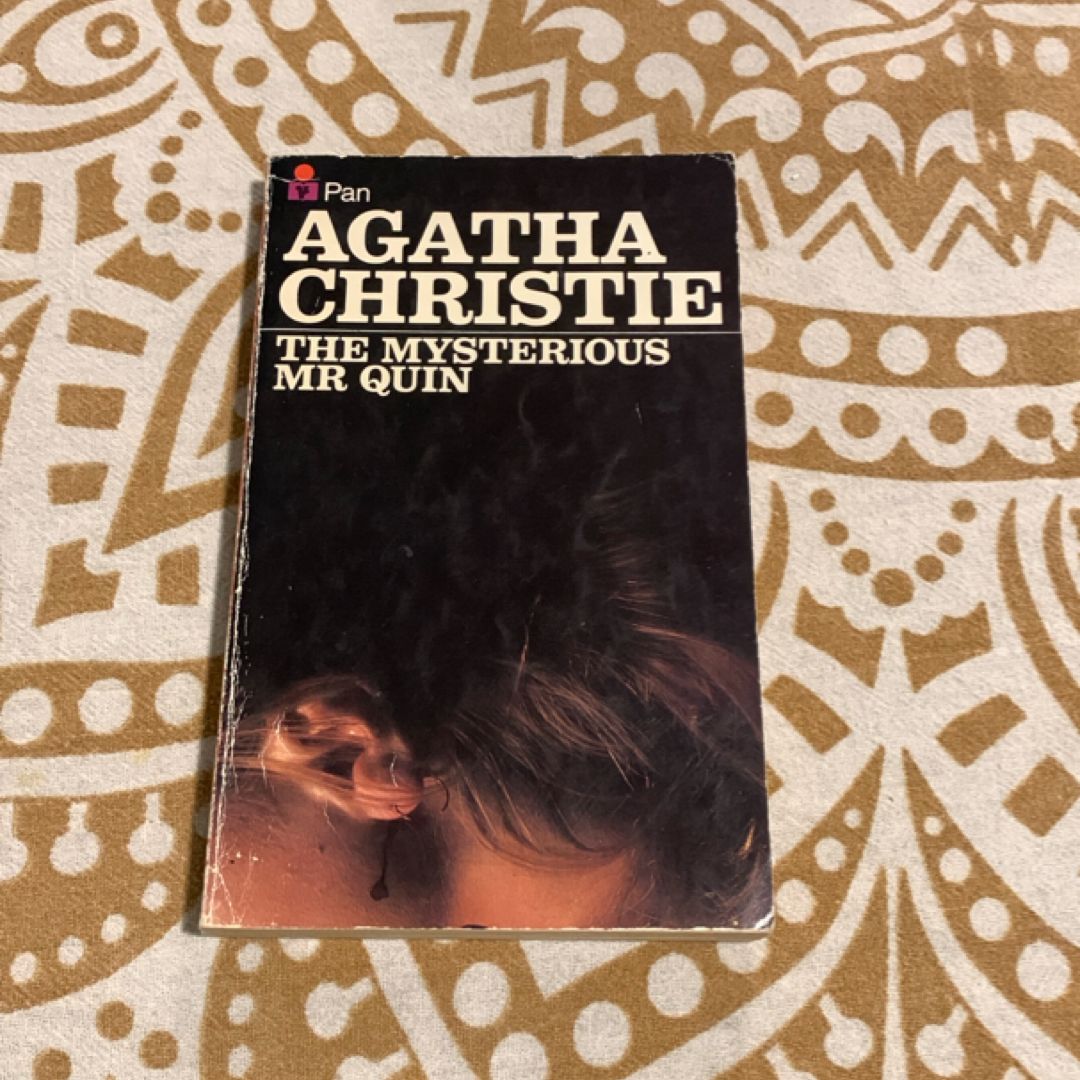 Pan
AGATHA
CHRISTIE
THE MYSTERIOUS
MR QUIN